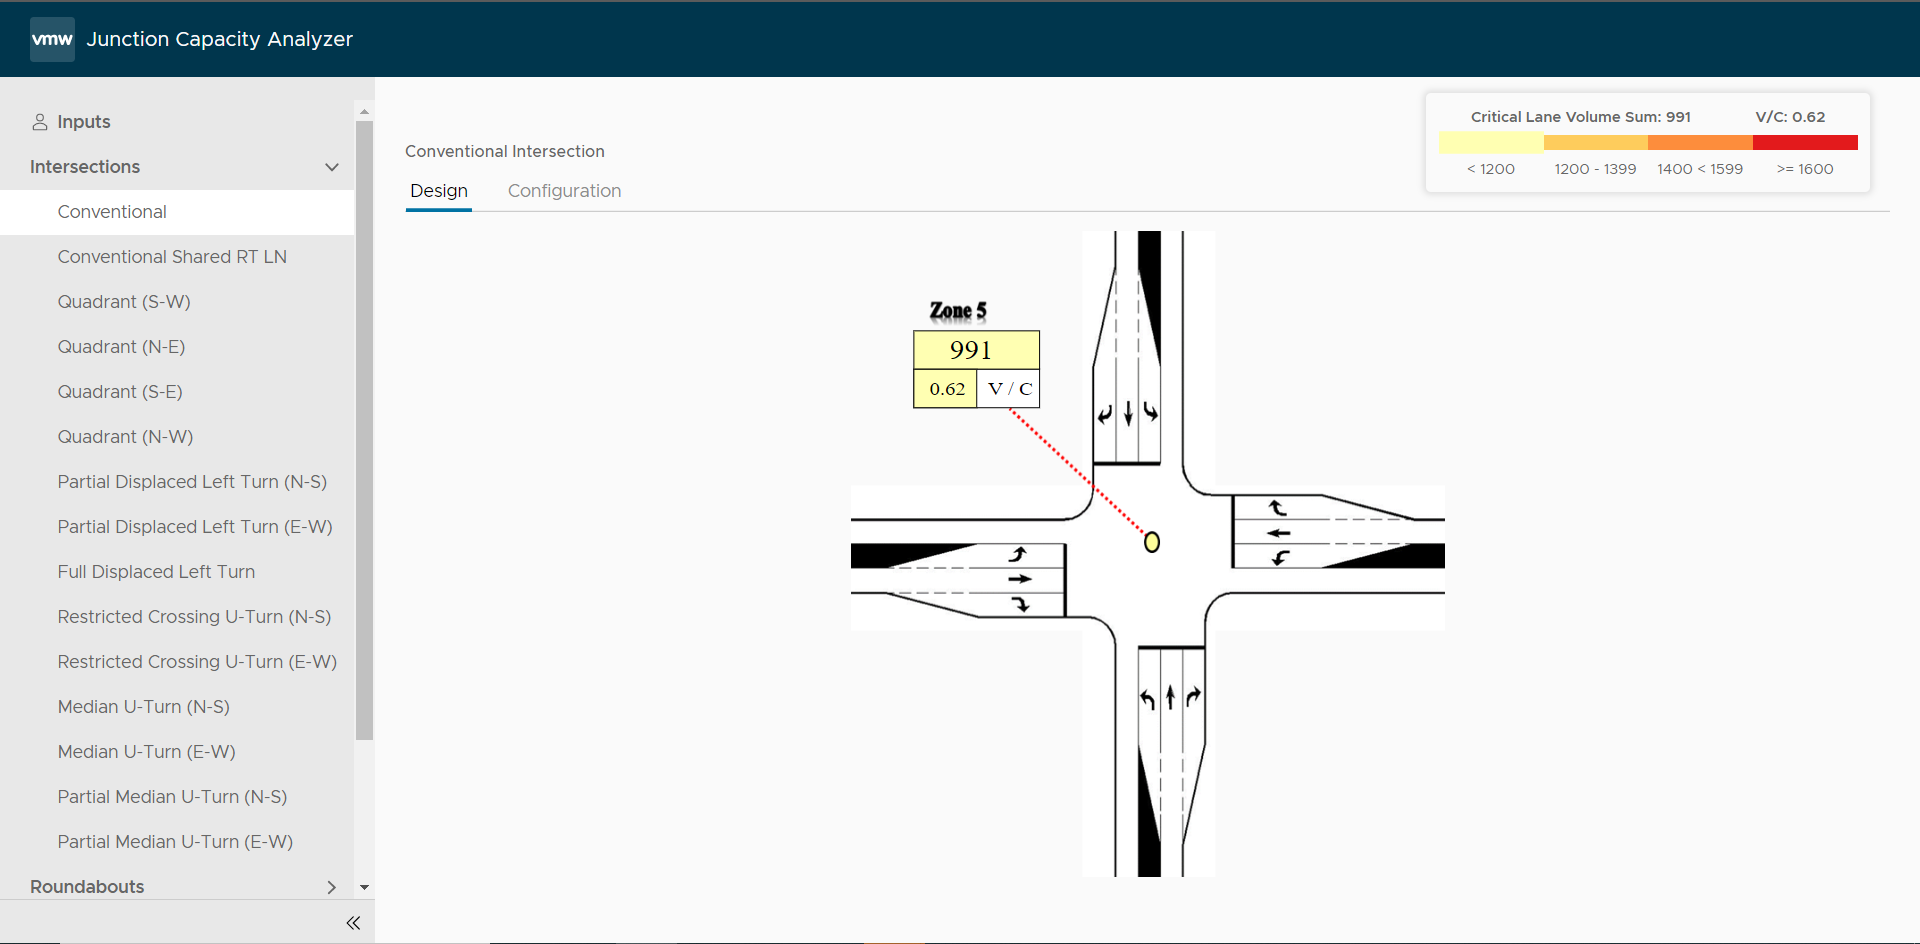 vmw Junction Capacity Analyzer
Inputs
Intersections
Conventional
Conventional Shared RT LN
Quadrant (S-W)
Quadrant (N-E)
Quadrant (S-E)
Quadrant (N-W)
Partial Displaced Left Turn (N-S)
Partial Displaced Left Turn (E-W)
Full Displaced Left Turn
Restricted Crossing U-Turn (N-S)
Restricted Crossing U-Turn (E-W)
Median U-Turn (N-S)
Median U-Turn (E-W)
Partial Median U-Turn (N-S)
Partial Median U-Turn (E-W)
Roundabouts
Conventional Intersection
Design Configuration
Critical Lane Volume Sum: 991 V/C: 0.62
< 1200 1200 - 1399 1400 < 1599 >= 1600
Zone 5
991
0.62 V / C